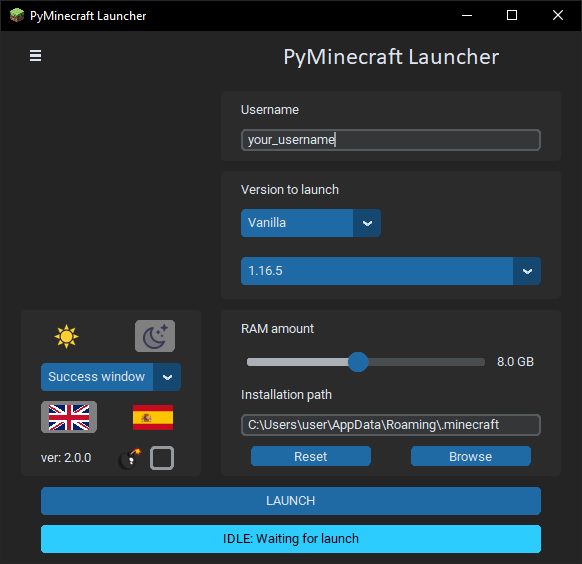 PyMinecraft Launcher
PyMinecraft Launcher
Username
your_username
Version to launch
Vanilla
1.16.5
Success window
ver: 2.0.0
RAM amount
8.0 GB
Installation path
C:\Users\user\AppData\Roaming\.minecraft
Reset
Browse
LAUNCH
IDLE: Waiting for launch